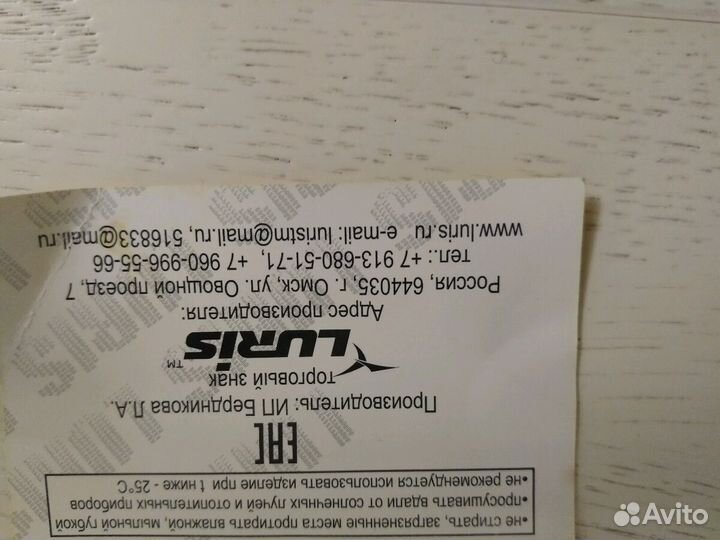 •не стирать, загрязненные места протирать влажной, мыльной губкой
•просушивать вдали от солнечных лучей и отопительных приборов
•не рекомендуется использовать изделие при t ниже - 25°C
EAC
Производитель: ИП Бердникова Л.А.
торговый знак
LURIS™
Адрес производителя:
Россия, 644035, г. Омск, ул. Овощной проезд, 7
тел.: +7 913-680-51-71, +7 960-996-55-66
www.luris.ru e-mail: luristm@mail.ru, 516833@mail.ru
Avito